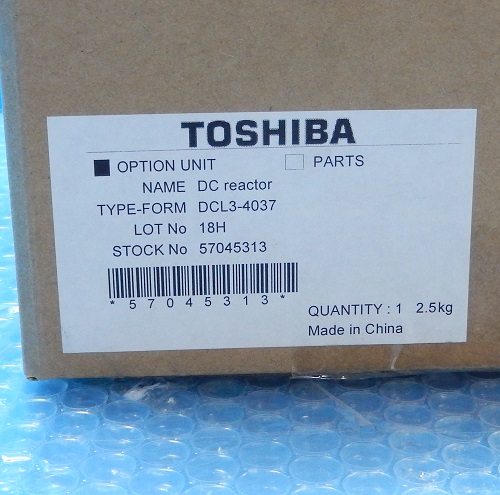 TOSHIBA
OPTION UNIT PARTS
NAME DC reactor
TYPE-FORM DCL3-4037
LOT No 18H
STOCK No 57045313
*57045313*
QUANTITY : 1 2.5kg
Made in China